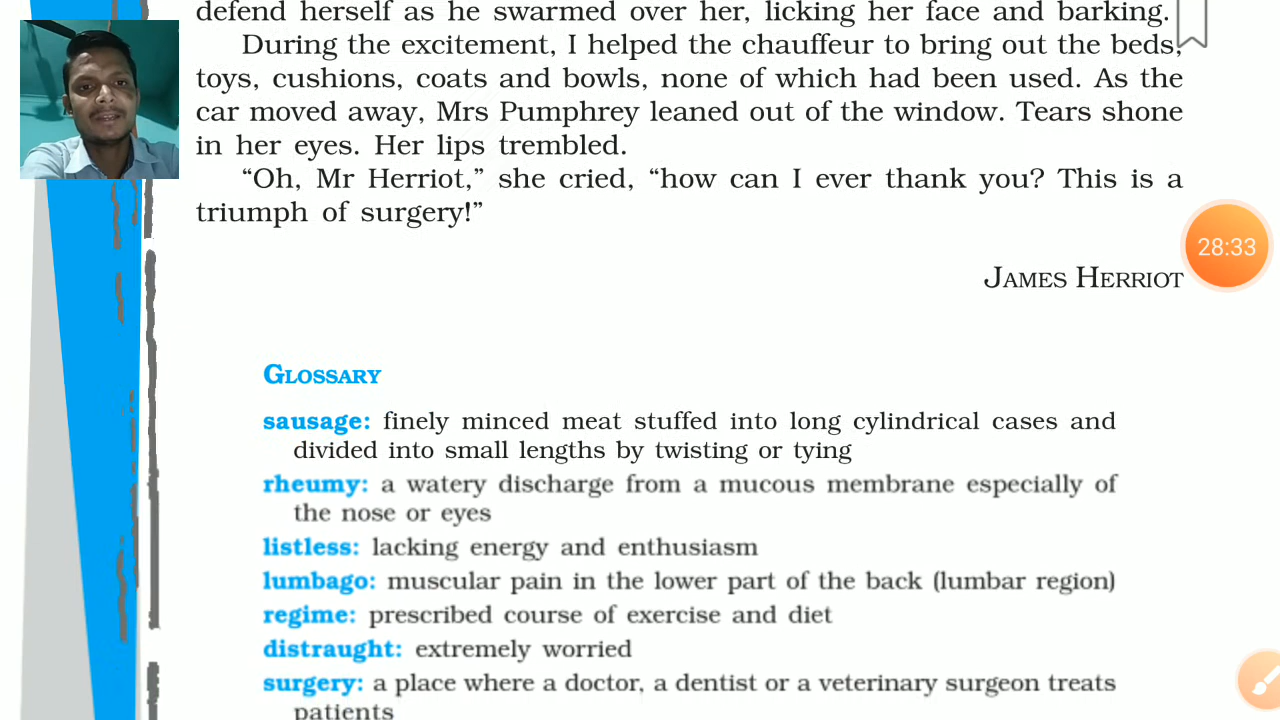 defend herself as he swarmed over her, licking her face and barking.
During the excitement, I helped the chauffeur to bring out the beds,
toys, cushions, coats and bowls, none of which had been used. As the
car moved away, Mrs Pumphrey leaned out of the window. Tears shone
in her eyes. Her lips trembled.
“Oh, Mr Herriot,” she cried, “how can I ever thank you? This is a
triumph of surgery!”
28:33
JAMES HERRIOT
GLOSSARY
sausage: finely minced meat stuffed into long cylindrical cases and
divided into small lengths by twisting or tying
rheumy: a watery discharge from a mucous membrane especially of
the nose or eyes
listless: lacking energy and enthusiasm
lumbago: muscular pain in the lower part of the back (lumbar region)
regime: prescribed course of exercise and diet
distraught: extremely worried
surgery: a place where a doctor, a dentist or a veterinary surgeon treats
patients